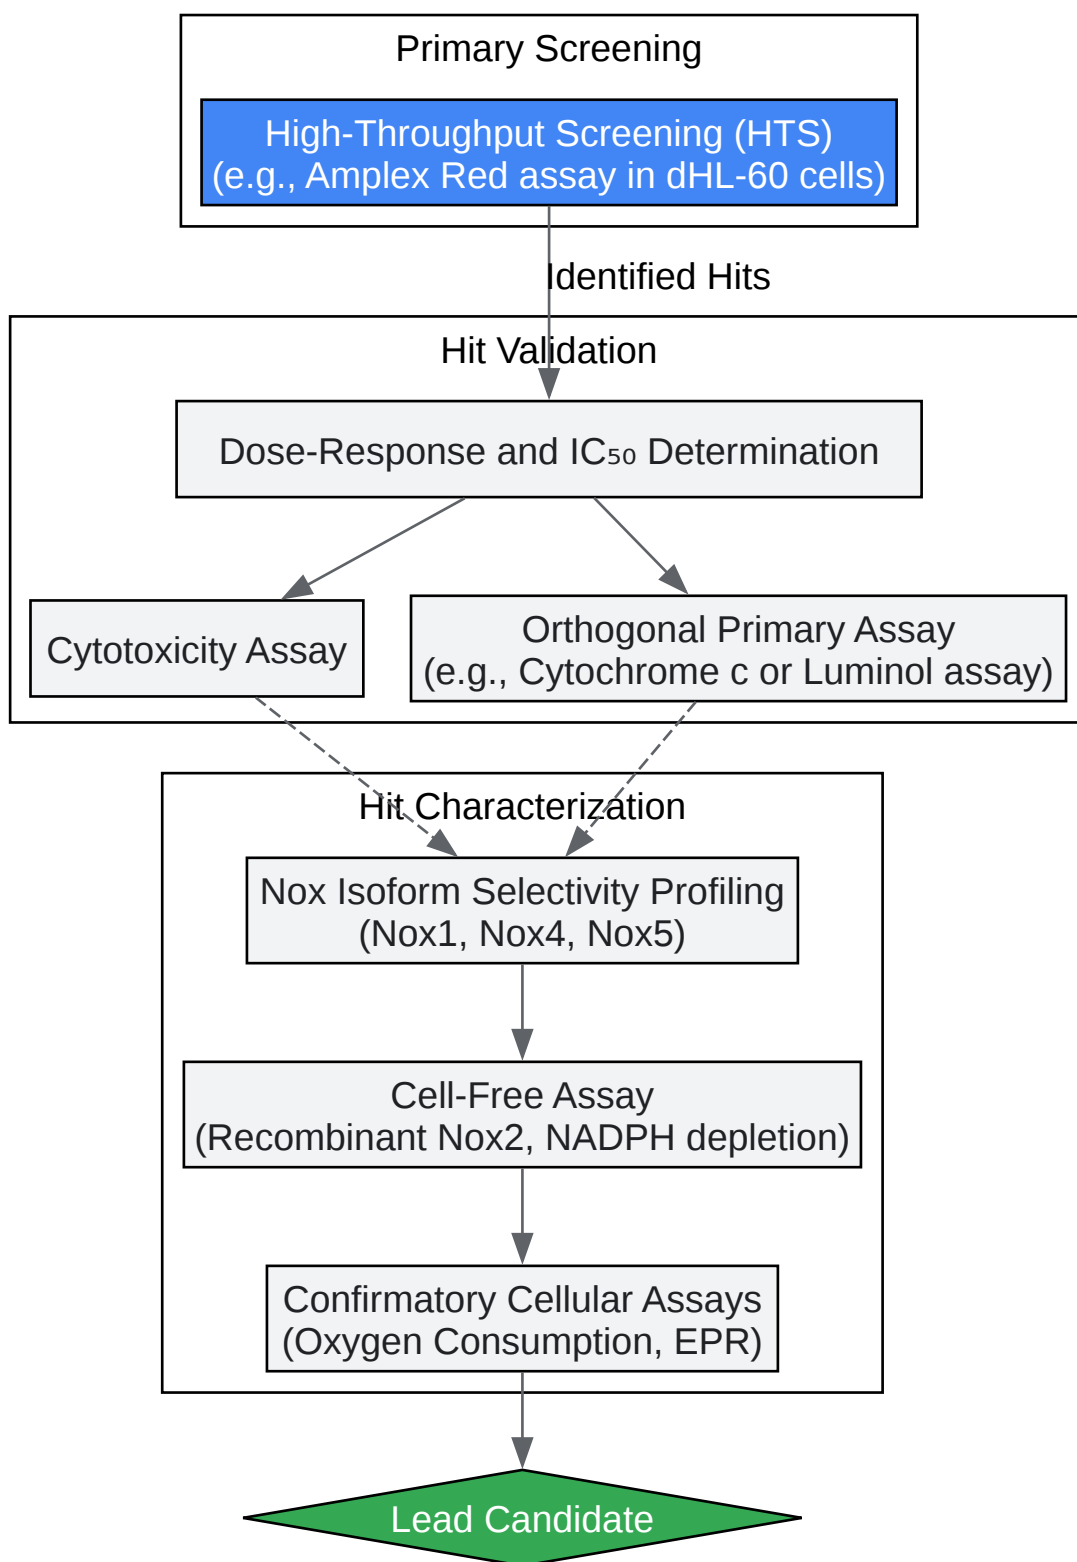 Primary Screening
High-Throughput Screening (HTS)
(e.g., Amplex Red assay in dHL-60 cells)
Identified Hits
Hit Validation
Dose-Response and IC₅₀ Determination
Cytotoxicity Assay
Orthogonal Primary Assay
(e.g., Cytochrome c or Luminol assay)
Hit Characterization
Nox Isoform Selectivity Profiling
(Nox1, Nox4, Nox5)
Cell-Free Assay
(Recombinant Nox2, NADPH depletion)
Confirmatory Cellular Assays
(Oxygen Consumption, EPR)
Lead Candidate